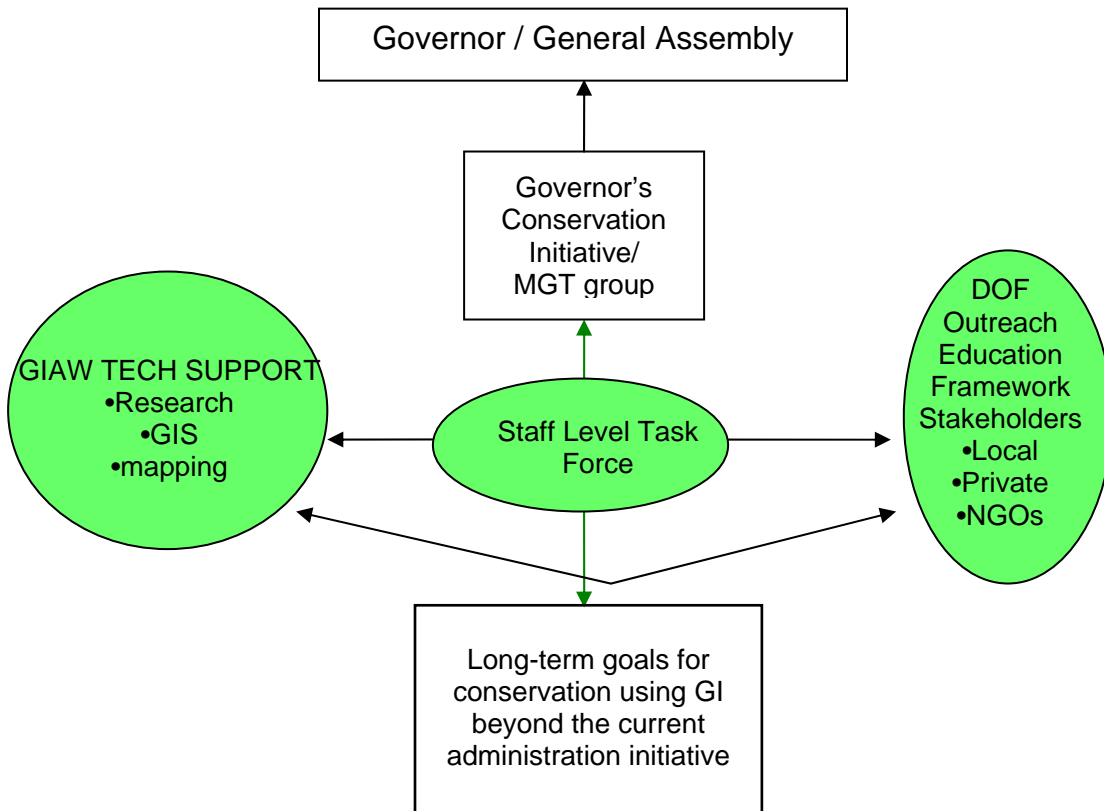 Governor / General Assembly
Governor’s
Conservation
Initiative/
MGT group
GIAW TECH SUPPORT
•Research
•GIS
•mapping
Staff Level Task
Force
DOF
Outreach
Education
Framework
Stakeholders
•Local
•Private
•NGOs
Long-term goals for
conservation using GI
beyond the current
administration initiative